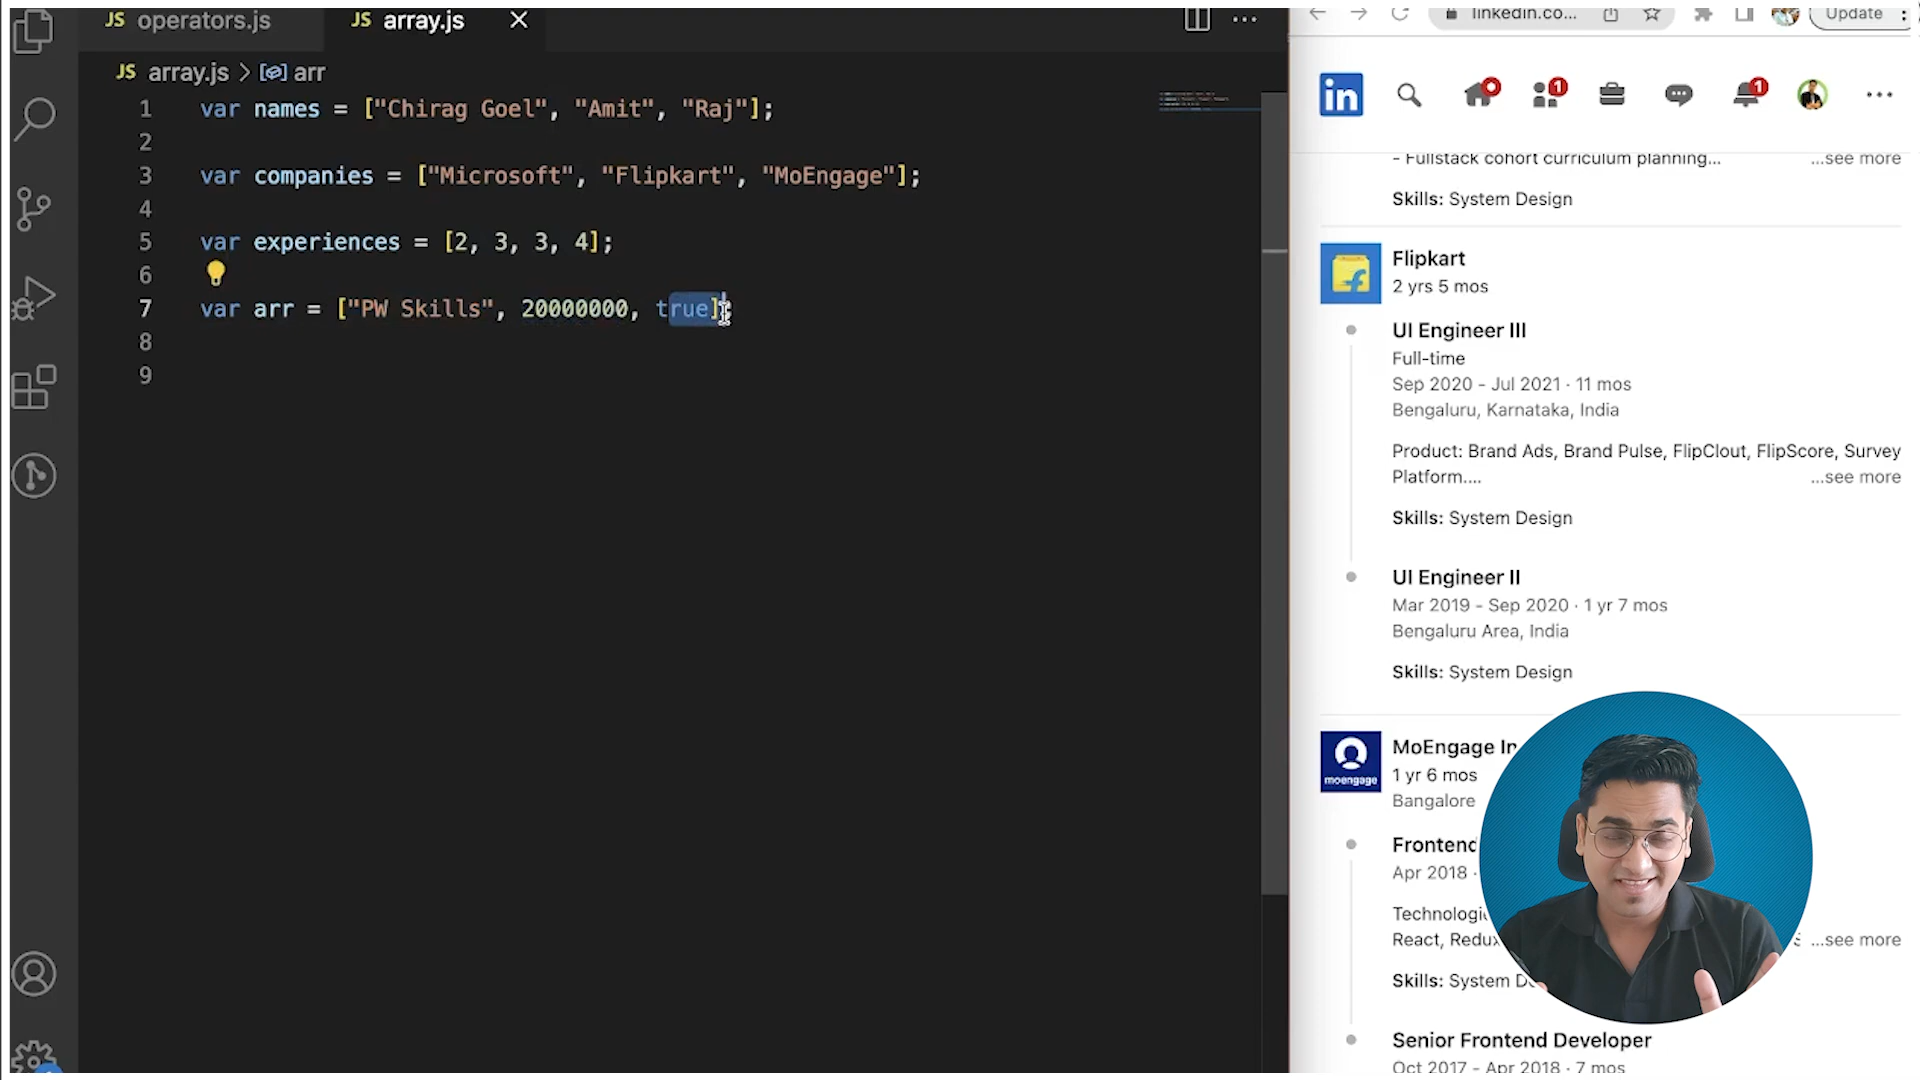 JS operators.js
JS array.js
JS array.js > arr
1 var names = ["Chirag Goel", "Amit", "Raj"];
2
3 var companies = ["Microsoft", "Flipkart", "MoEngage"];
4
5 var experiences = [2, 3, 3, 4];
6
7 var arr = ["PW Skills", 20000000, true];
8
9
linkedin.co...
Update
in
1
1
- Fullstack cohort curriculum planning...
...see more
Skills: System Design
Flipkart
2 yrs 5 mos
UI Engineer III
Full-time
Sep 2020 - Jul 2021 · 11 mos
Bengaluru, Karnataka, India
Product: Brand Ads, Brand Pulse, FlipClout, FlipScore, Survey
Platform....
...see more
Skills: System Design
UI Engineer II
Mar 2019 - Sep 2020 · 1 yr 7 mos
Bengaluru Area, India
Skills: System Design
moengage
MoEngage In
1 yr 6 mos
Bangalore
Frontend
Apr 2018 ·
Technologi
React, Redux
...see more
Skills: System D
Senior Frontend Developer
Oct 2017 - Apr 2018 · 7 mos